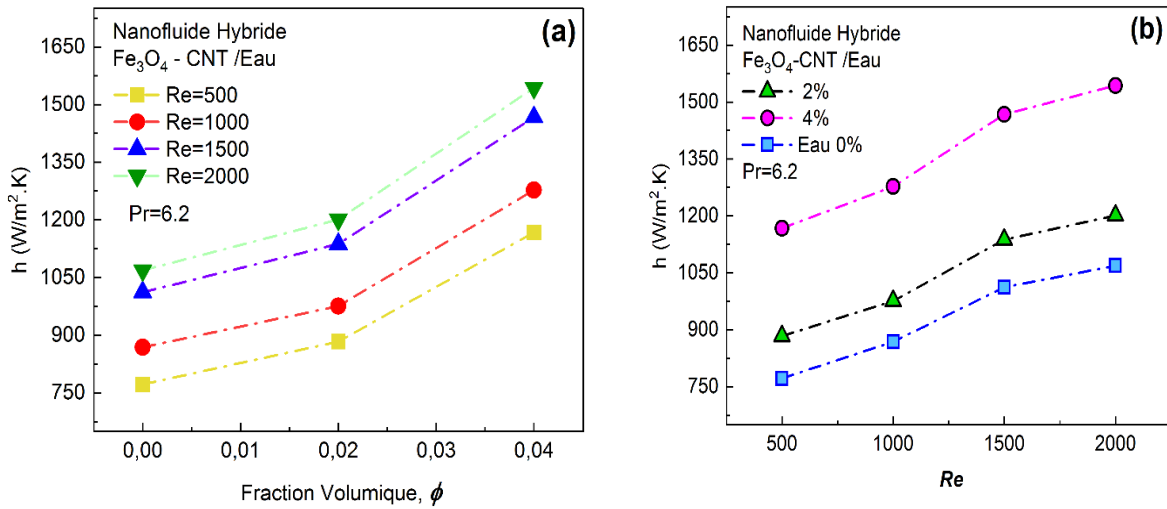 (a)
Nanofluide Hybride
Fe₃O₄ - CNT /Eau
Re=500
Re=1000
Re=1500
Re=2000
Pr=6.2
h (W/m².K)
1650
1500
1350
1200
1050
900
750
0,00 0,01 0,02 0,03 0,04
Fraction Volumique, ϕ
(b)
Nanofluide Hybride
Fe₃O₄-CNT /Eau
2%
4%
Eau 0%
Pr=6.2
h (W/m².K)
1650
1500
1350
1200
1050
900
750
500 1000 1500 2000
Re